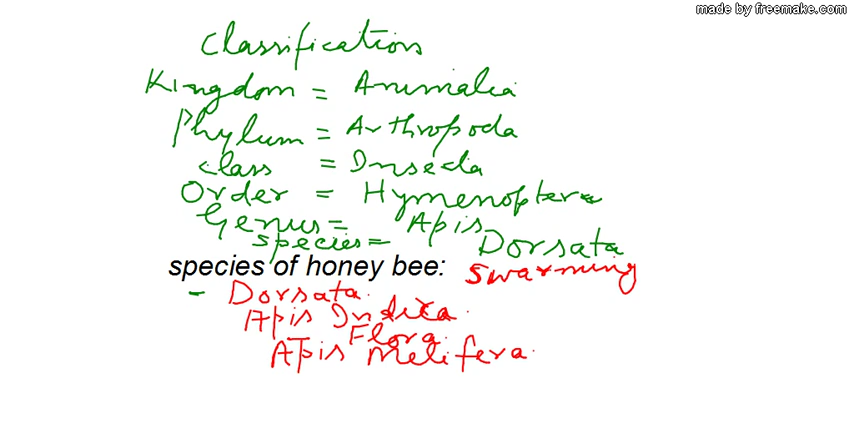 made by freemake.com
Classification
Kingdom = Animalia
Phylum = Arthropoda
Class = Insecta
Order = Hymenoptera
Genus = Apis
Species = Dorsata
species of honey bee: Swarming
- Dorsata.
Apis Indica.
Flora.
Apis Melifera.